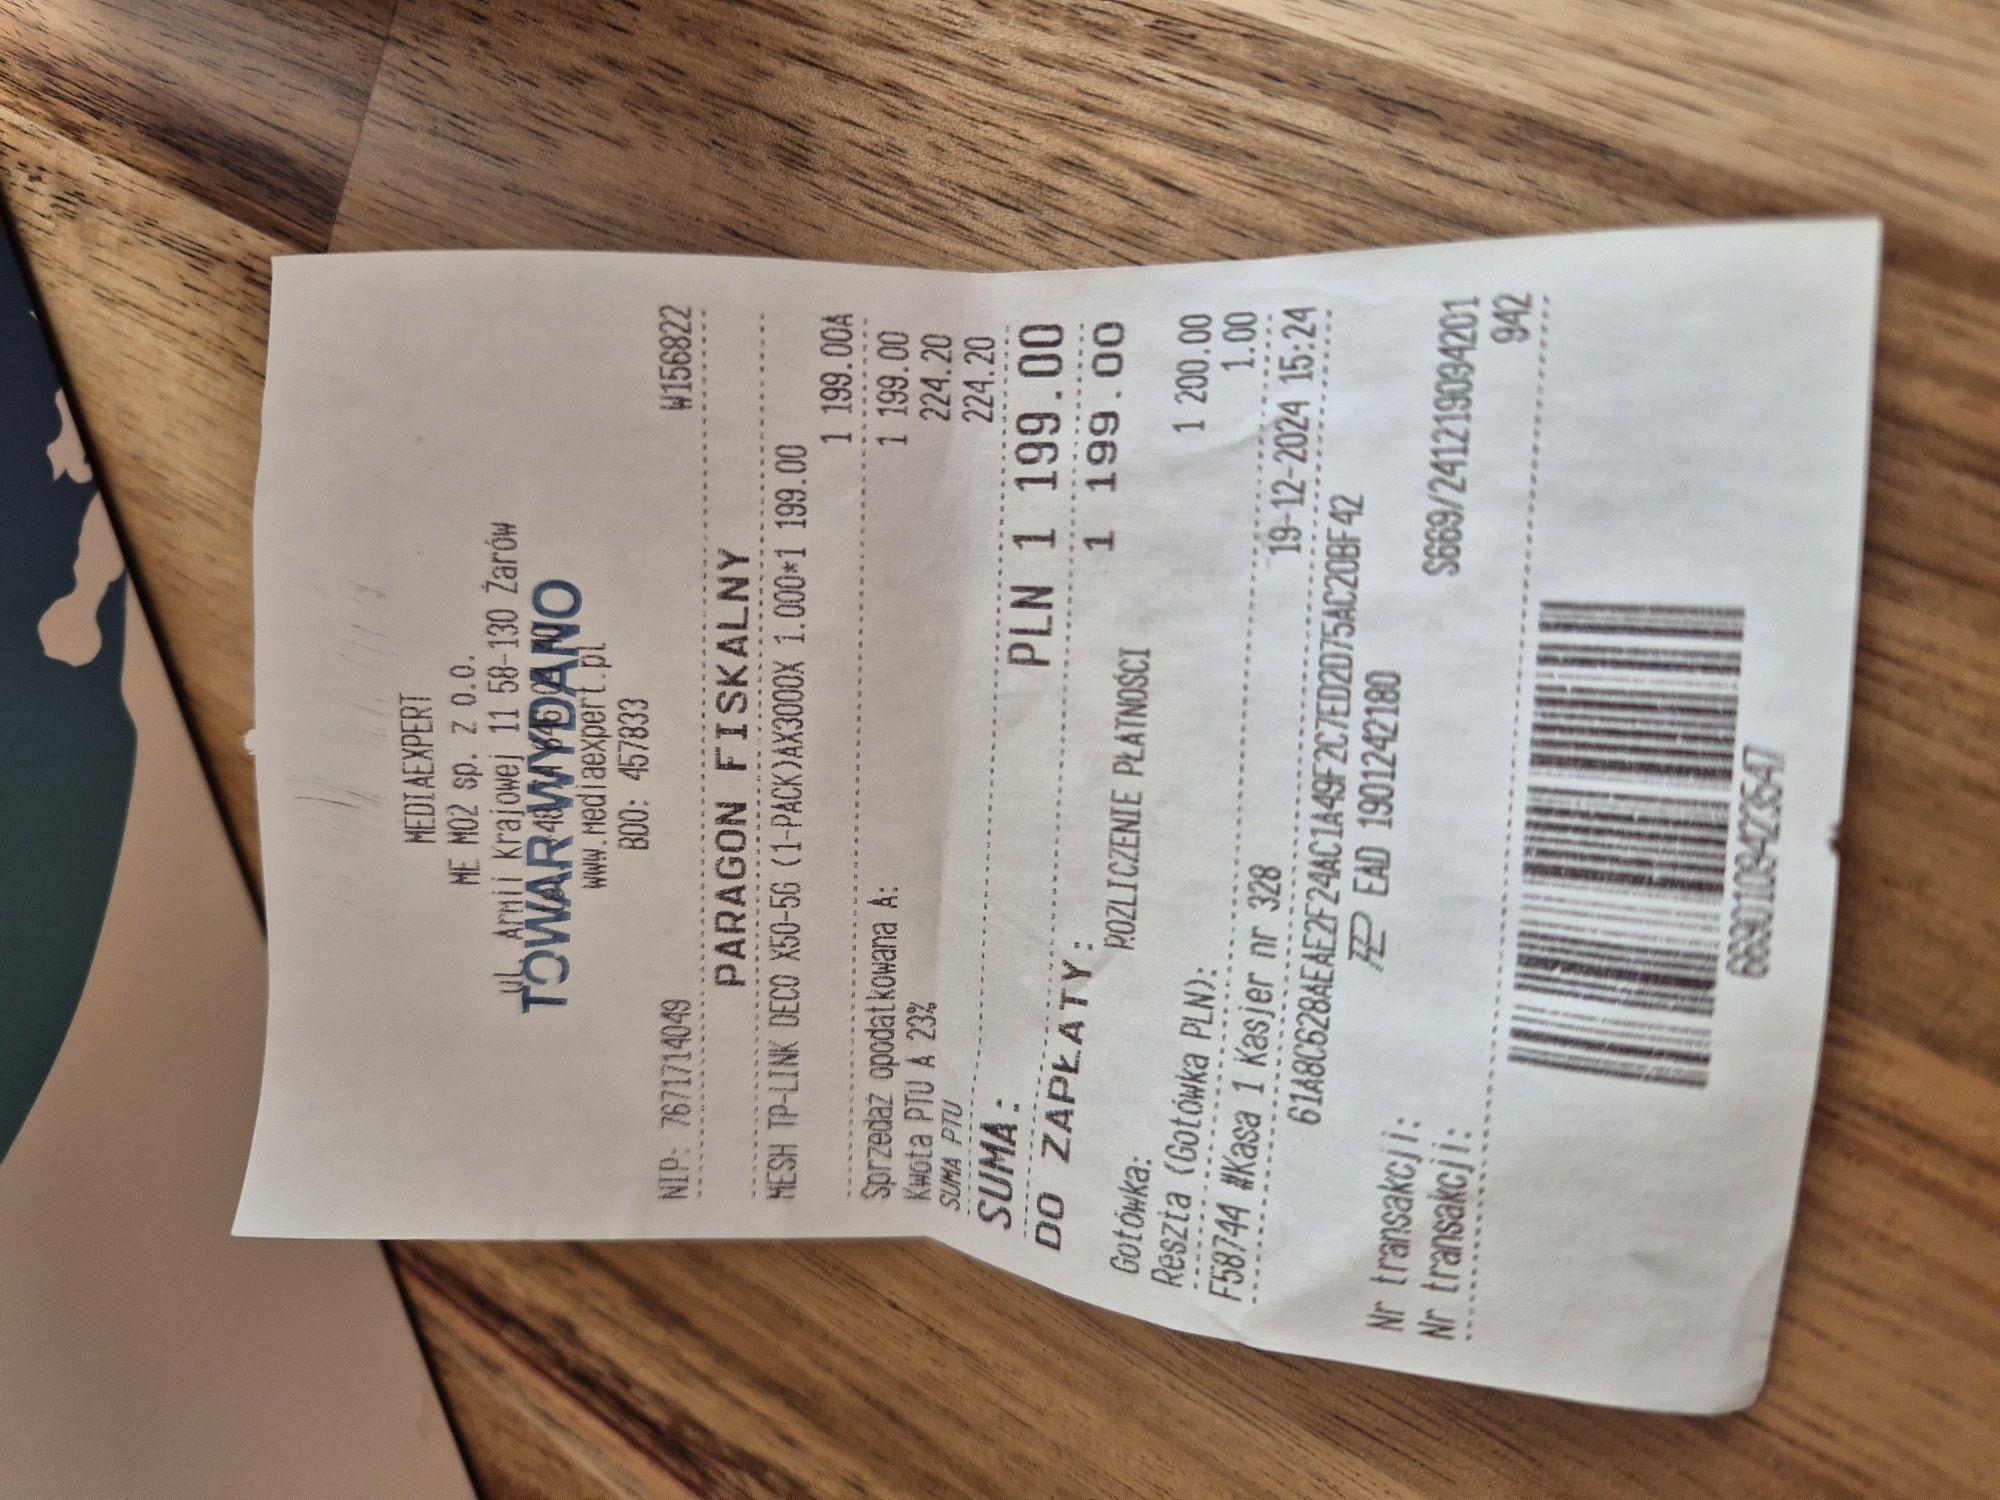 MEDIAEXPERT
ME M02 sp. z o.o.
ul. Armii Krajowej 11 58-130 Żarów
TOWAR WYDANO
www.mediaexpert.pl
BDO: 457833
NIP: 7671714049 W156822
PARAGON FISKALNY
MESH TP-LINK DECO X50-5G (1-PACK)AX3000X 1.000*1 199.00
1 199.00A
Sprzedaż opodatkowana A: 1 199.00
Kwota PTU A 23% 224.20
SUMA PTU 224.20
SUMA: PLN 1 199.00
DO ZAPŁATY: 1 199.00
ROZLICZENIE PŁATNOŚCI
Gotówka: 1 200.00
Reszta (Gotówka PLN): 1.00
F58744 #Kasa 1 Kasjer nr 328 19-12-2024 15:24
61A8C628AEAE2F24AC1A49F2C7ED2D75AC20BF42
EAD 1901242180
Nr transakcji: S669/241219094201
Nr transakcji: 942
6690109423547